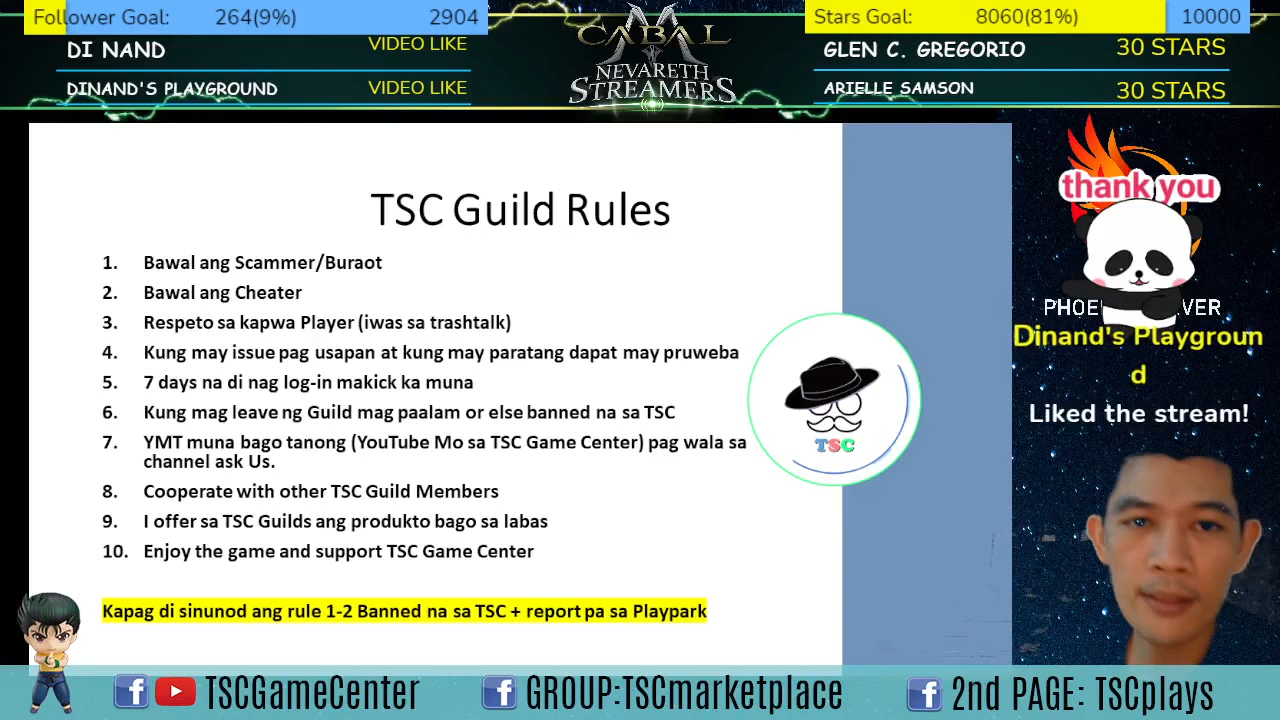 Follower Goal: 264(9%) 2904
DI NAND VIDEO LIKE
DINAND'S PLAYGROUND VIDEO LIKE
CABAL
NEVARETH
STREAMERS
Stars Goal: 8060(81%) 10000
GLEN C. GREGORIO 30 STARS
ARIELLE SAMSON 30 STARS
TSC Guild Rules
1. Bawal ang Scammer/Buraot
2. Bawal ang Cheater
3. Respeto sa kapwa Player (iwas sa trashtalk)
4. Kung may issue pag usapan at kung may paratang dapat may pruweba
5. 7 days na di nag log-in makick ka muna
6. Kung mag leave ng Guild mag paalam or else banned na sa TSC
7. YMT muna bago tanong (YouTube Mo sa TSC Game Center) pag wala sa
channel ask Us.
8. Cooperate with other TSC Guild Members
9. I offer sa TSC Guilds ang produkto bago sa labas
10. Enjoy the game and support TSC Game Center
Kapag di sinunod ang rule 1-2 Banned na sa TSC + report pa sa Playpark
TSC
thank you
Dinand's Playgroun
d
Liked the stream!
TSCGameCenter
GROUP:TSCmarketplace
2nd PAGE: TSCplays